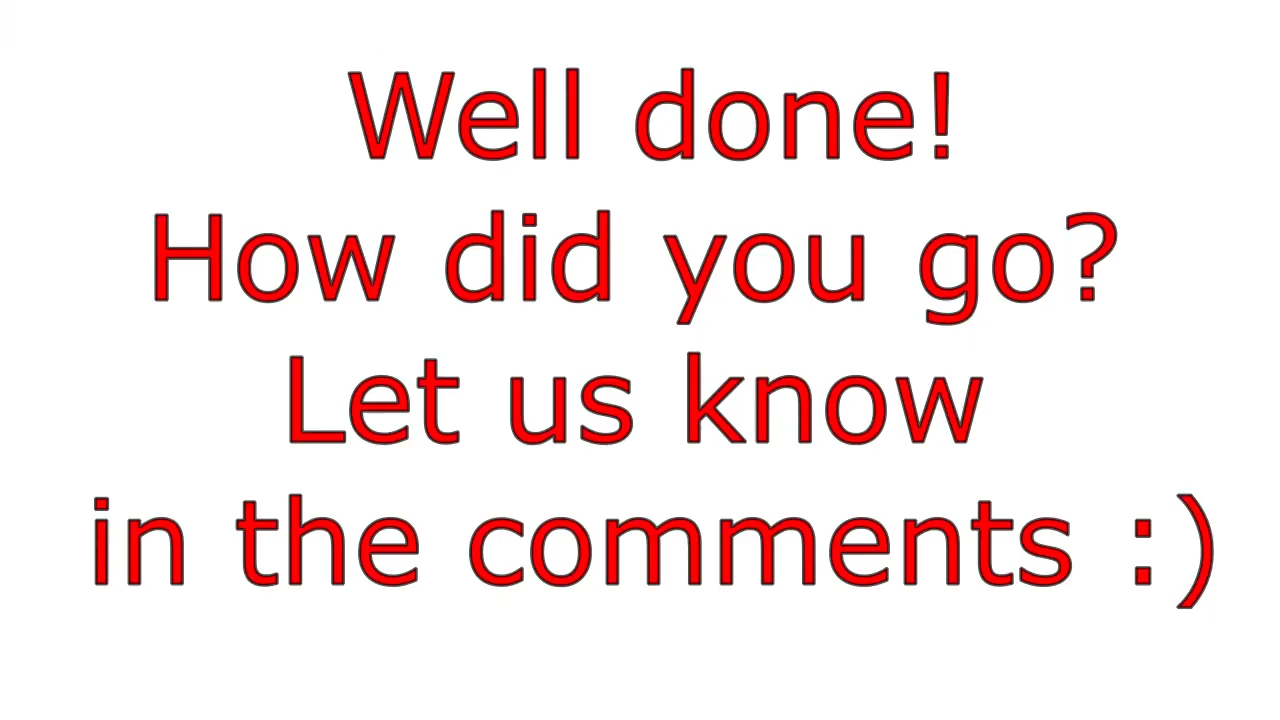 Well done!
How did you go?
Let us know
in the comments :)